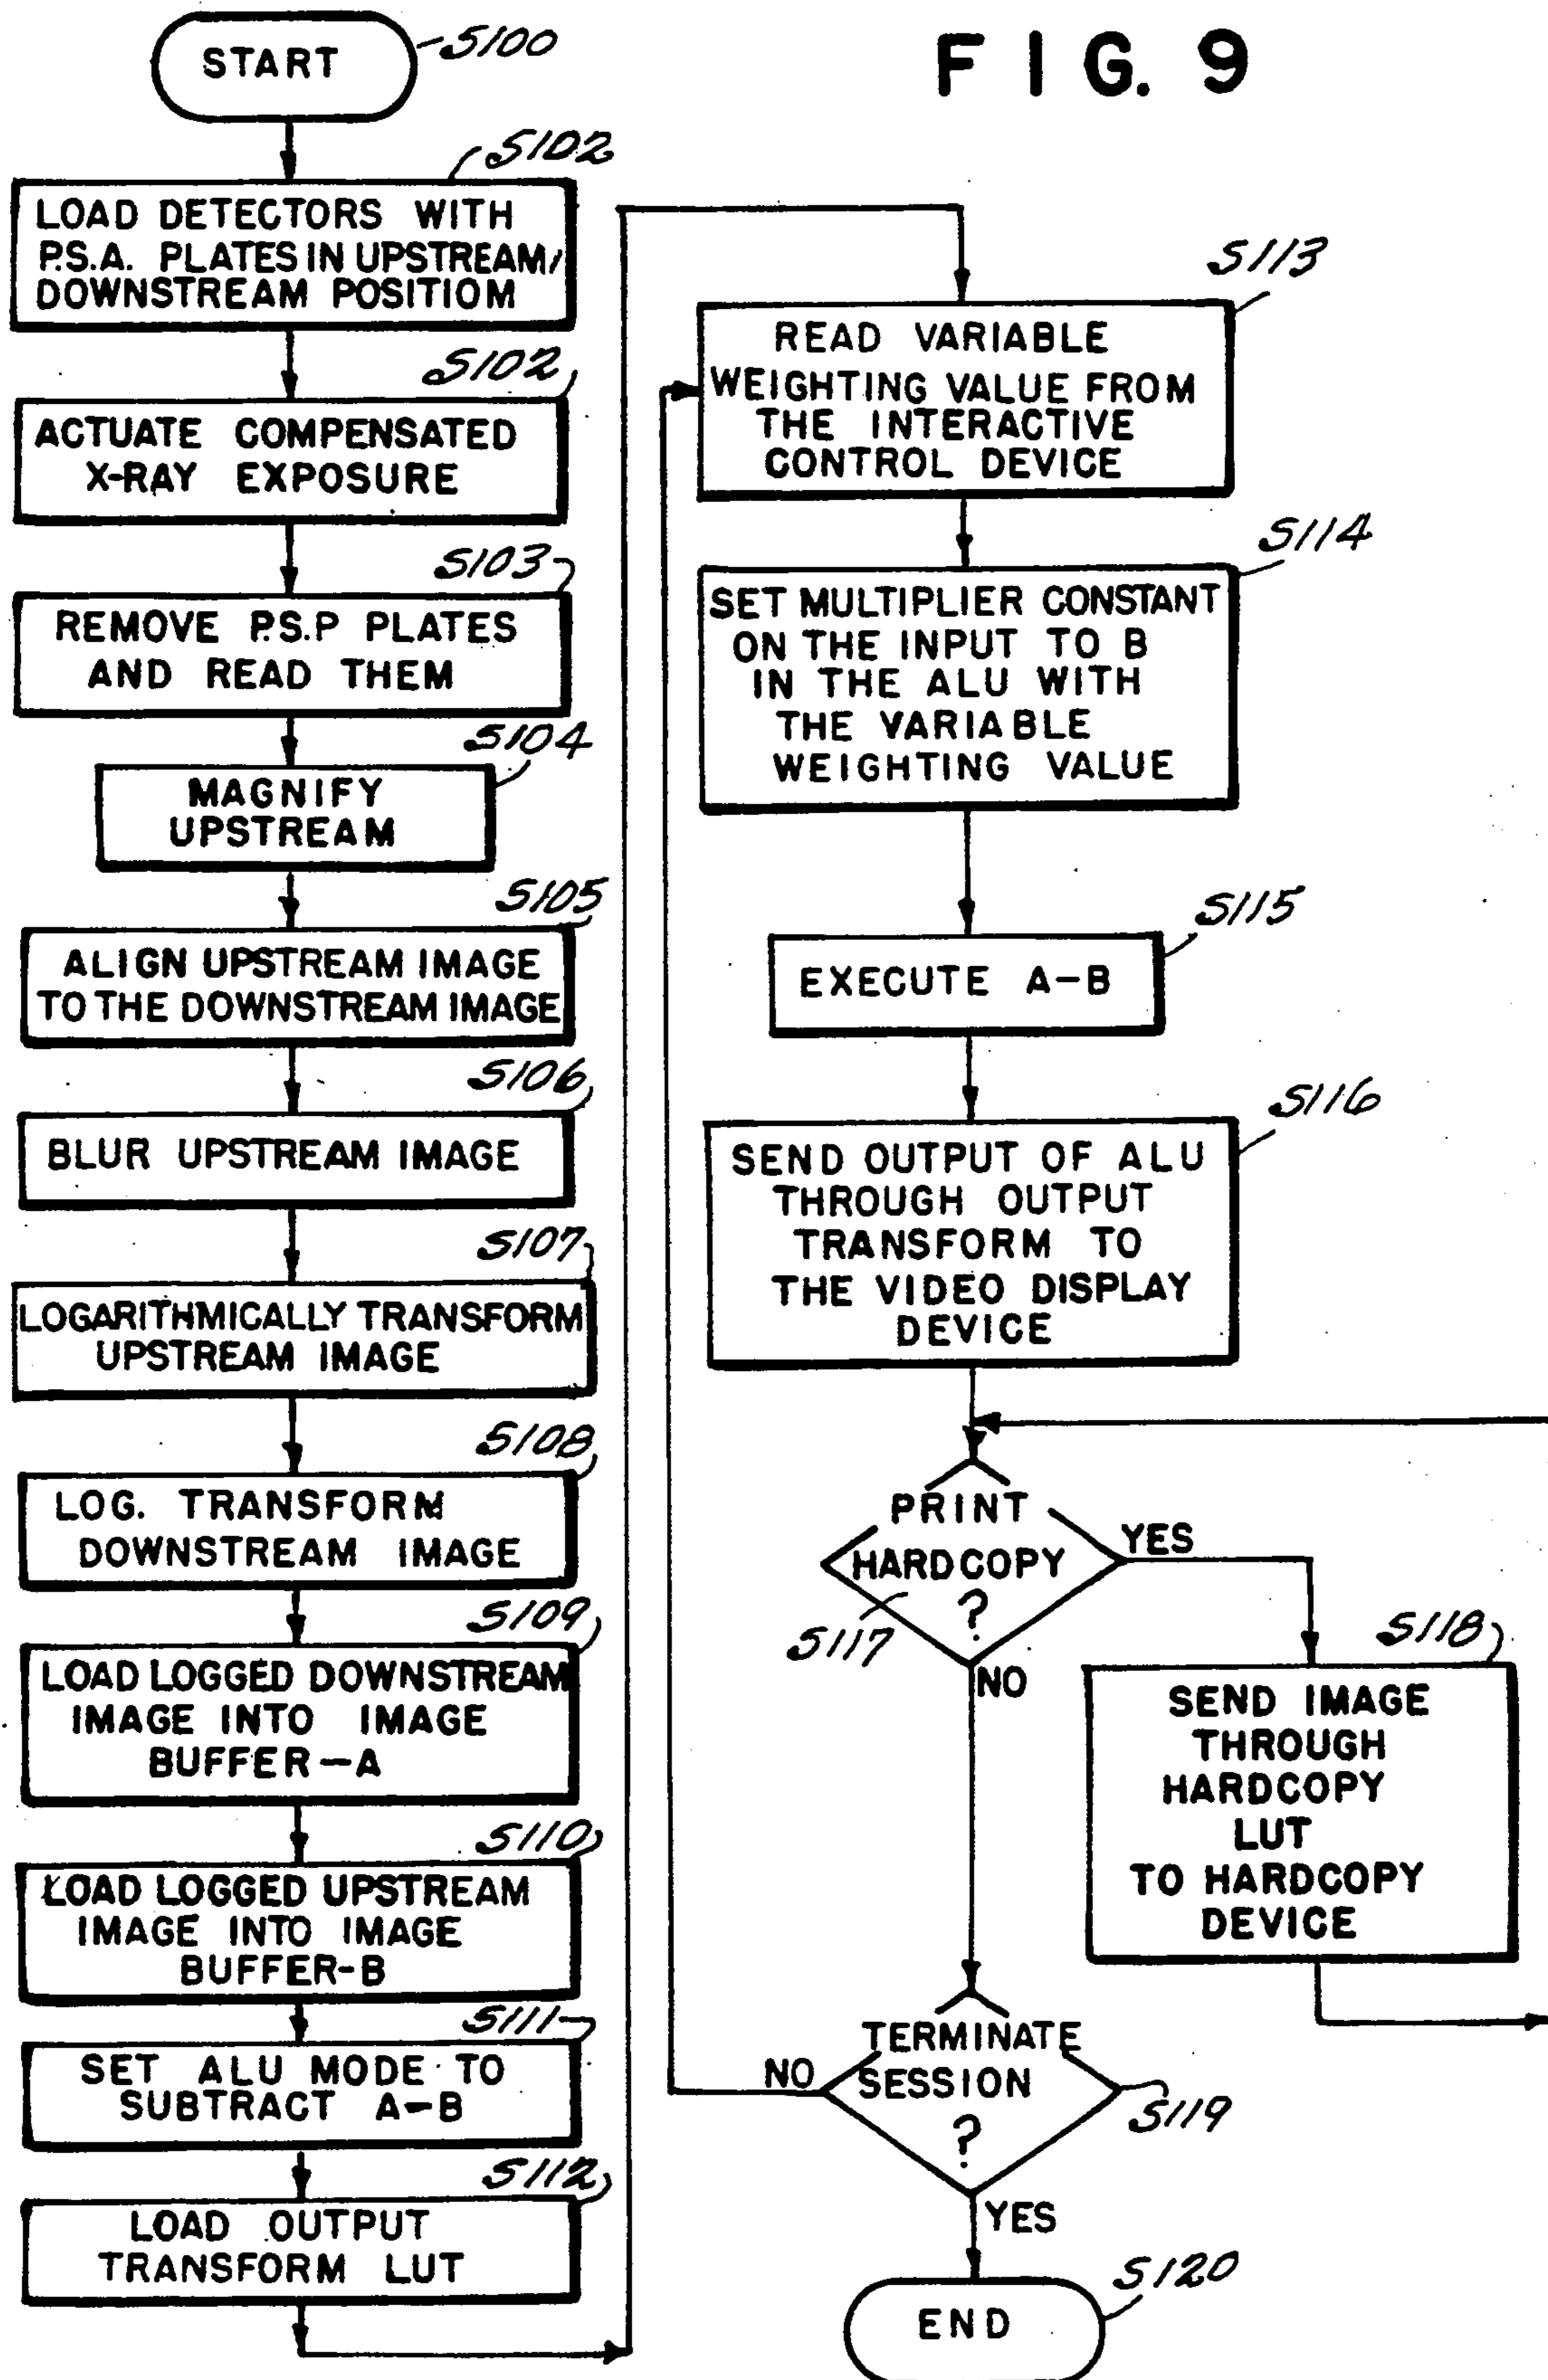 FIG. 9
START
S100
S102
LOAD DETECTORS WITH
P.S.A. PLATES IN UPSTREAM/
DOWNSTREAM POSITIOM
S102
ACTUATE COMPENSATED
X-RAY EXPOSURE
S103
REMOVE P.S.P PLATES
AND READ THEM
S104
MAGNIFY
UPSTREAM
S105
ALIGN UPSTREAM IMAGE
TO THE DOWNSTREAM IMAGE
S106
BLUR UPSTREAM IMAGE
S107
LOGARITHMICALLY TRANSFORM
UPSTREAM IMAGE
S108
LOG. TRANSFORM
DOWNSTREAM IMAGE
S109
LOAD LOGGED DOWNSTREAM
IMAGE INTO IMAGE
BUFFER-A
S110
LOAD LOGGED UPSTREAM
IMAGE INTO IMAGE
BUFFER-B
S111
SET ALU MODE TO
SUBTRACT A-B
S112
LOAD OUTPUT
TRANSFORM LUT
S113
READ VARIABLE
WEIGHTING VALUE FROM
THE INTERACTIVE
CONTROL DEVICE
S114
SET MULTIPLIER CONSTANT
ON THE INPUT TO B
IN THE ALU WITH
THE VARIABLE
WEIGHTING VALUE
S115
EXECUTE A-B
S116
SEND OUTPUT OF ALU
THROUGH OUTPUT
TRANSFORM TO
THE VIDEO DISPLAY
DEVICE
PRINT
HARDCOPY
?
S117
YES
NO
S118
SEND IMAGE
THROUGH
HARDCOPY
LUT
TO HARDCOPY
DEVICE
TERMINATE
SESSION
?
NO
S119
YES
S120
END